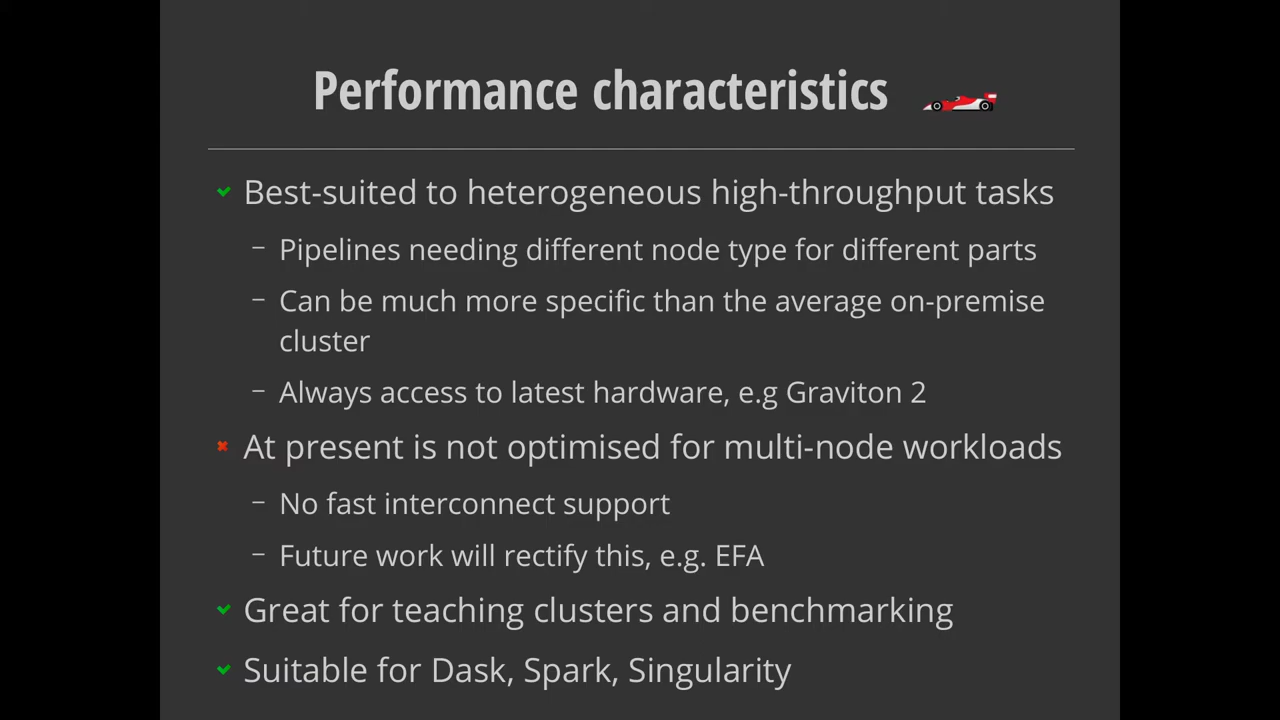 Performance characteristics
Best-suited to heterogeneous high-throughput tasks
– Pipelines needing different node type for different parts
– Can be much more specific than the average on-premise
cluster
– Always access to latest hardware, e.g Graviton 2
At present is not optimised for multi-node workloads
– No fast interconnect support
– Future work will rectify this, e.g. EFA
Great for teaching clusters and benchmarking
Suitable for Dask, Spark, Singularity